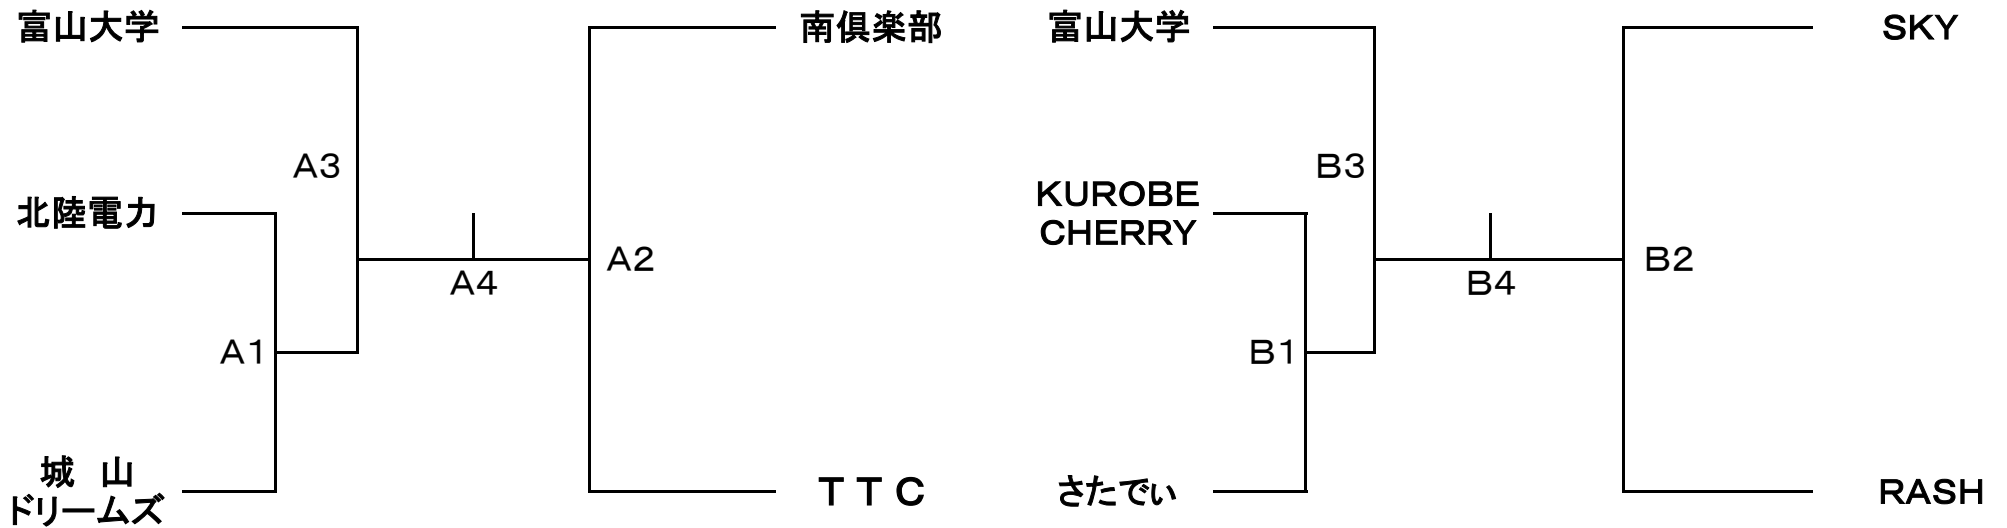 富山大学
南俱楽部
A3
北陸電力
A2
A4
A1
城　山
ドリームズ
ＴＴＣ
富山大学
SKY
B3
KUROBE
CHERRY
B2
B4
B1
さたでぃ
RASH